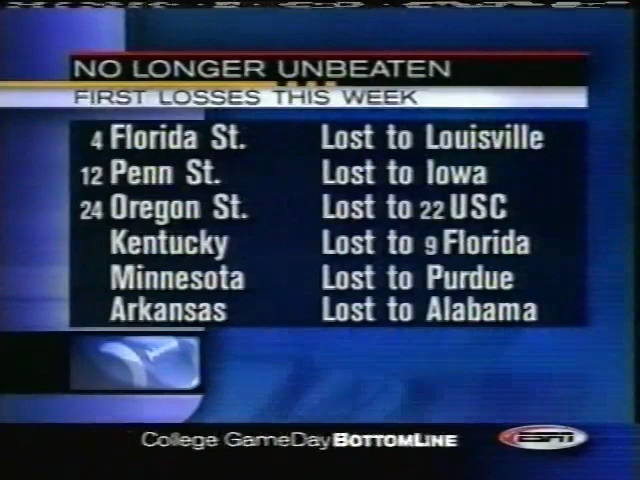 NO LONGER UNBEATEN
FIRST LOSSES THIS WEEK
4 Florida St. Lost to Louisville
12 Penn St. Lost to Iowa
24 Oregon St. Lost to 22 USC
Kentucky Lost to 9 Florida
Minnesota Lost to Purdue
Arkansas Lost to Alabama
College GameDay BOTTOMLINE ESPN